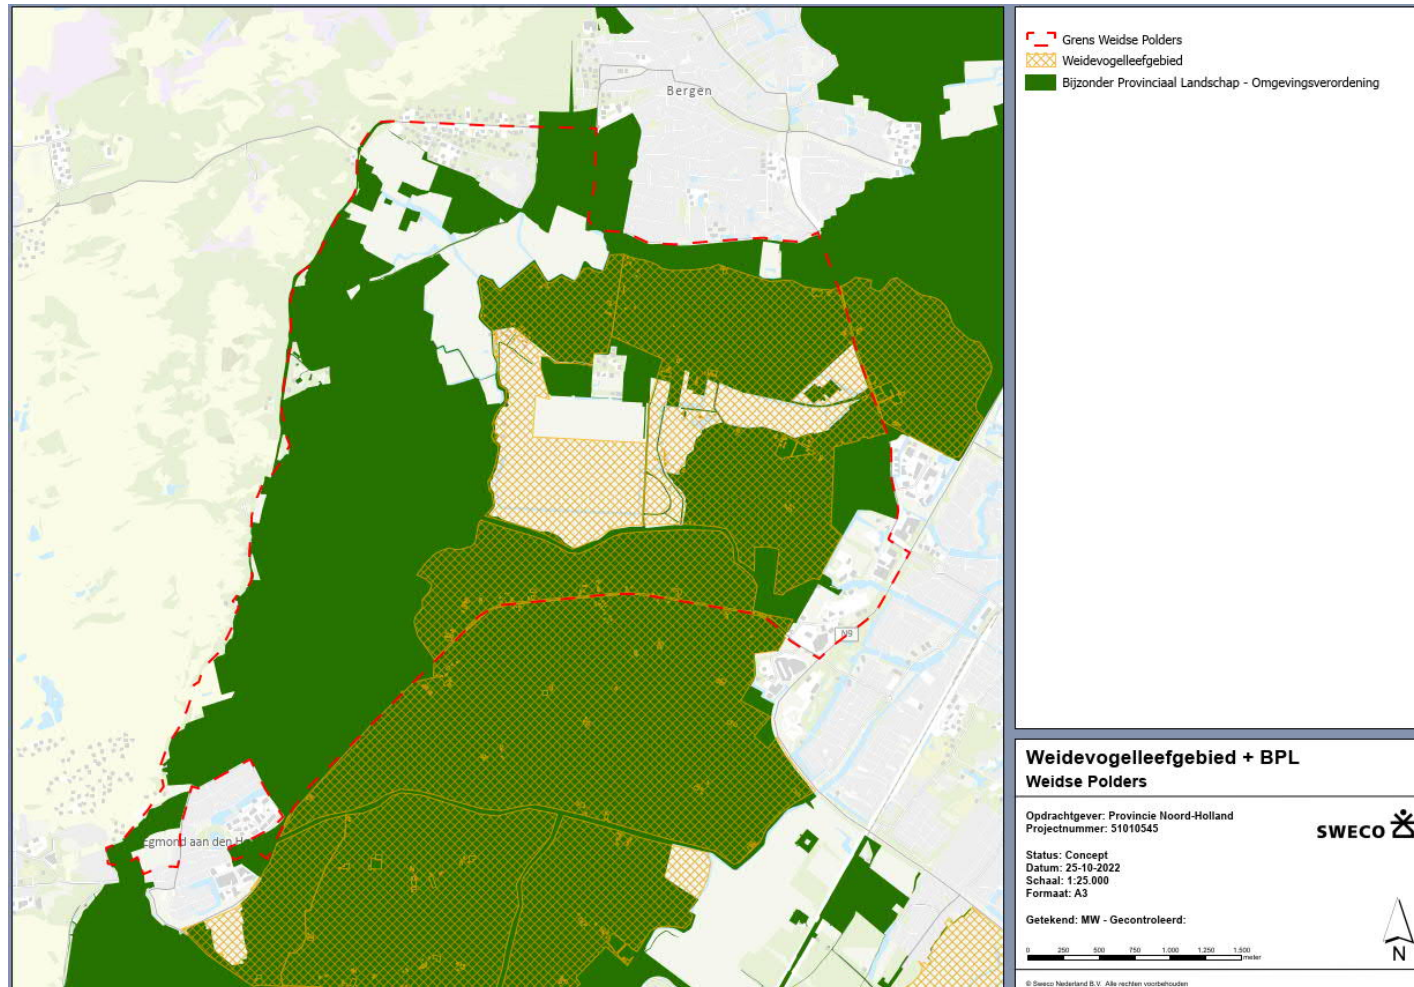 Bergen
Egmond aan den Ho
N9
Grens Weidse Polders
Weidevogelleefgebied
Bijzonder Provinciaal Landschap - Omgevingsverordening
Weidevogelleefgebied + BPL
Weidse Polders
Opdrachtgever: Provincie Noord-Holland
Projectnummer: 51010545
SWECO
Status: Concept
Datum: 25-10-2022
Schaal: 1:25.000
Formaat: A3
Getekend: MW - Gecontroleerd:
N
0 250 500 750 1.000 1.250 1.500
meter
© Sweco Nederland B.V. Alle rechten voorbehouden